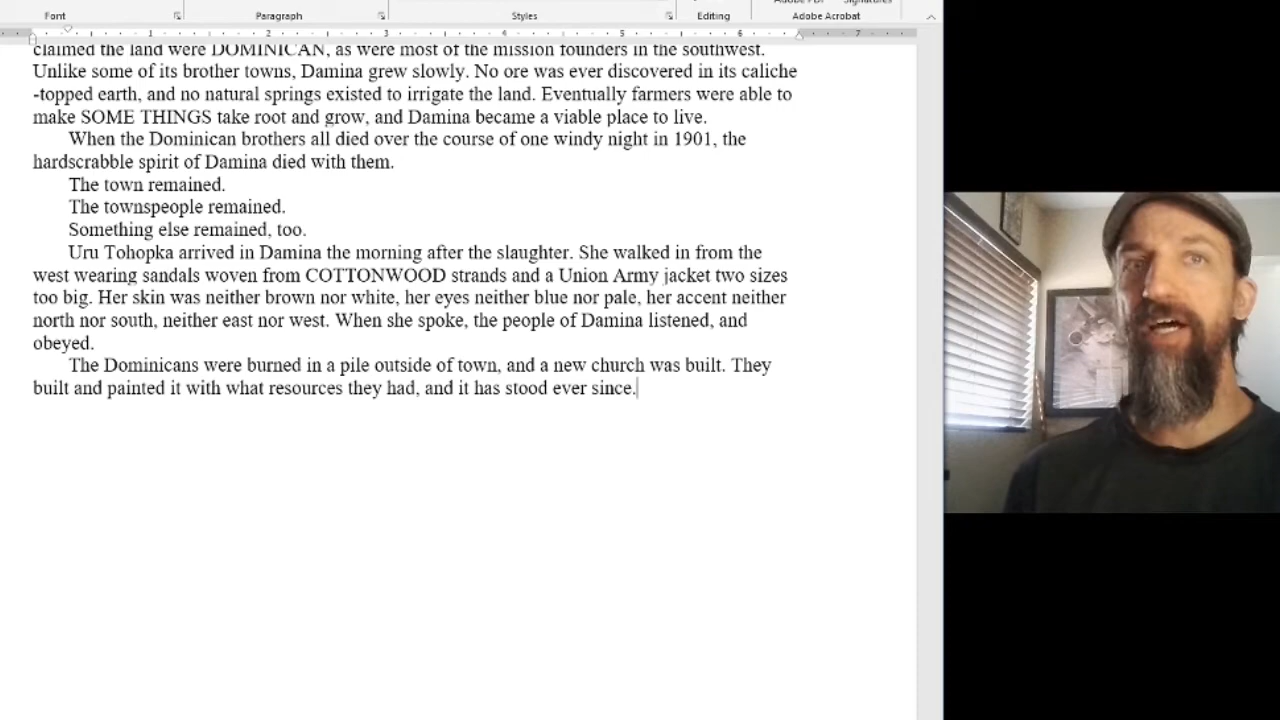 Font
Paragraph
Styles
Editing
Adobe Acrobat
1
2
3
4
5
6
7
claimed the land were DOMINICAN, as were most of the mission founders in the southwest.
Unlike some of its brother towns, Damina grew slowly. No ore was ever discovered in its caliche
-topped earth, and no natural springs existed to irrigate the land. Eventually farmers were able to
make SOME THINGS take root and grow, and Damina became a viable place to live.
When the Dominican brothers all died over the course of one windy night in 1901, the
hardscrabble spirit of Damina died with them.
The town remained.
The townspeople remained.
Something else remained, too.
Uru Tohopka arrived in Damina the morning after the slaughter. She walked in from the
west wearing sandals woven from COTTONWOOD strands and a Union Army jacket two sizes
too big. Her skin was neither brown nor white, her eyes neither blue nor pale, her accent neither
north nor south, neither east nor west. When she spoke, the people of Damina listened, and
obeyed.
The Dominicans were burned in a pile outside of town, and a new church was built. They
built and painted it with what resources they had, and it has stood ever since.